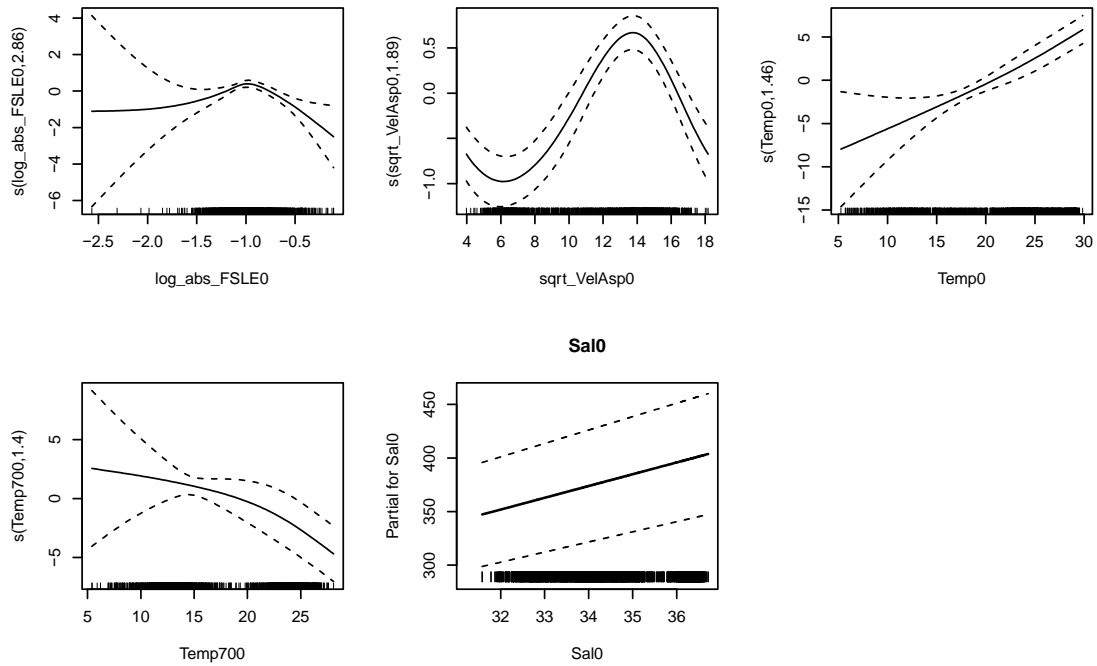 s(log_abs_FSLE0,2.86)
4
2
0
−2
−4
−6
−2.5 −2.0 −1.5 −1.0 −0.5
log_abs_FSLE0
s(sqrt_VelAsp0,1.89)
0.5
0.0
−1.0
4 6 8 10 12 14 16 18
sqrt_VelAsp0
s(Temp0,1.46)
5
0
−5
−10
−15
5 10 15 20 25 30
Temp0
s(Temp700,1.4)
5
0
−5
5 10 15 20 25
Temp700
Sal0
Partial for Sal0
450
400
350
300
32 33 34 35 36
Sal0